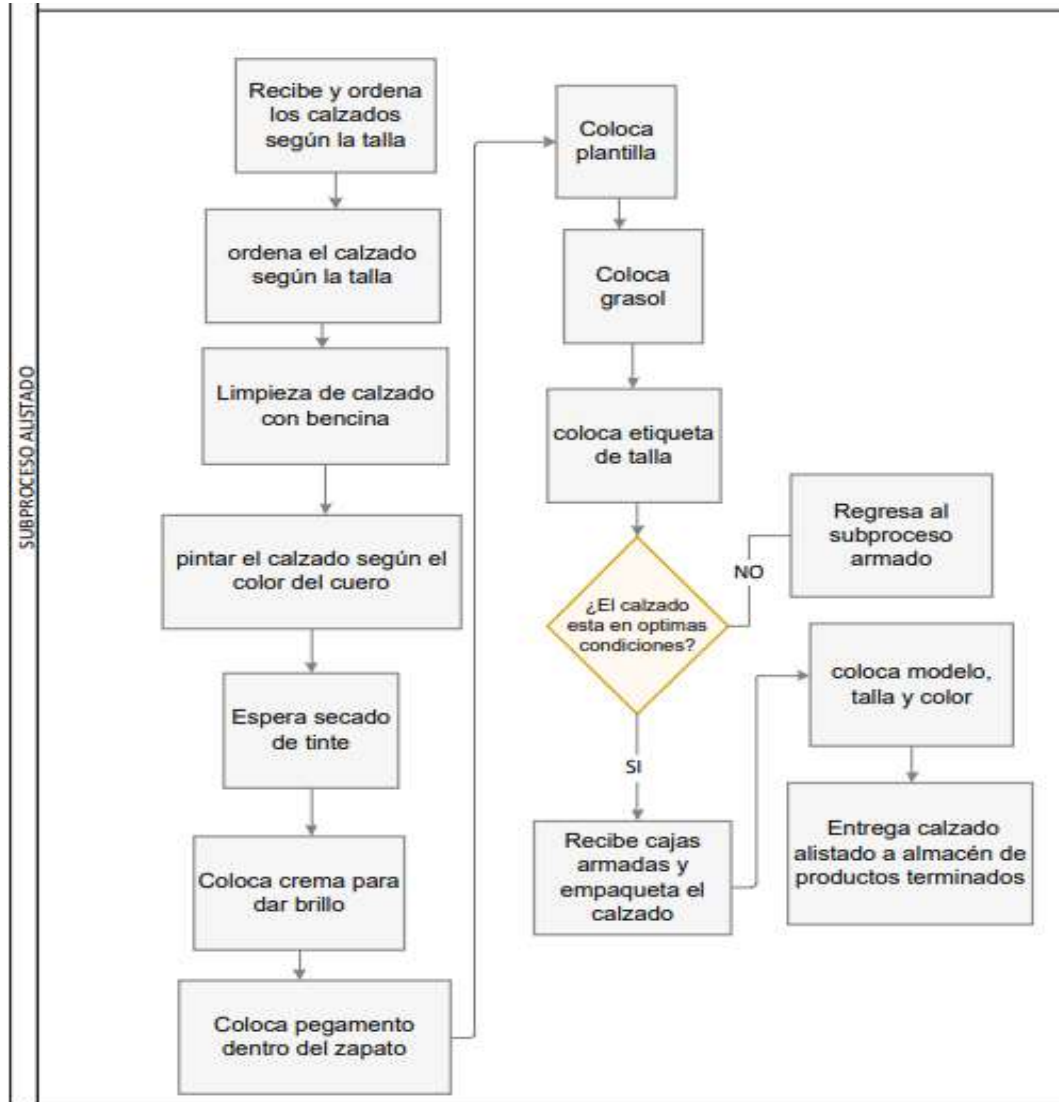 SUBPROCESO ALISTADO
Recibe y ordena
los calzados
según la talla
ordena el calzado
según la talla
Limpieza de calzado
con bencina
pintar el calzado según el
color del cuero
Espera secado
de tinte
Coloca crema para
dar brillo
Coloca pegamento
dentro del zapato
Coloca
plantilla
Coloca
grasol
coloca etiqueta
de talla
¿El calzado
esta en optimas
condiciones?
NO
Regresa al
subproceso
armado
SI
Recibe cajas
armadas y
empaqueta el
calzado
coloca modelo,
talla y color
Entrega calzado
alistado a almacén de
productos terminados